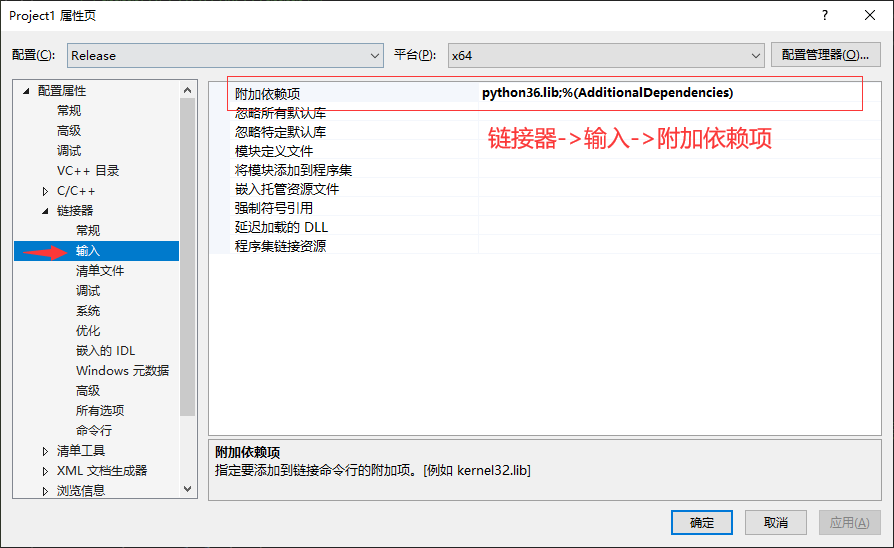 Project1 属性页
?
配置(C):
Release
平台(P):
x64
配置管理器(O)...
配置属性
常规
高级
调试
VC++ 目录
C/C++
链接器
常规
输入
清单文件
调试
系统
优化
嵌入的 IDL
Windows 元数据
高级
所有选项
命令行
清单工具
XML 文档生成器
浏览信息
附加依赖项 python36.lib;%(AdditionalDependencies)
忽略所有默认库
忽略特定默认库
模块定义文件
将模块添加到程序集
嵌入托管资源文件
强制符号引用
延迟加载的 DLL
程序集链接资源
链接器->输入->附加依赖项
附加依赖项
指定要添加到链接命令行的附加项。[例如 kernel32.lib]
确定
取消
应用(A)